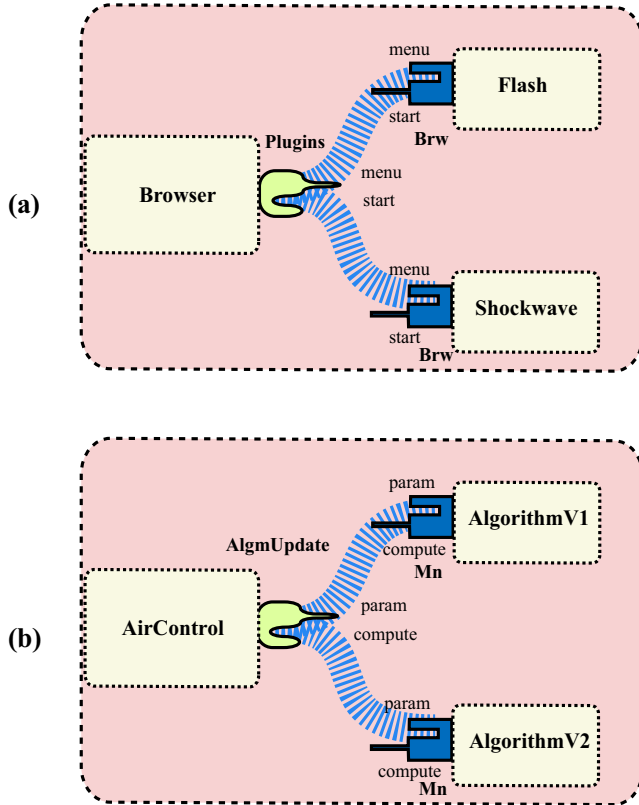 menu
Flash
start
Brw
Plugins
menu
(a)
Browser
start
menu
Shockwave
start
Brw
param
AlgorithmV1
compute
AlgmUpdate
Mn
param
(b)
AirControl
compute
param
AlgorithmV2
compute
Mn